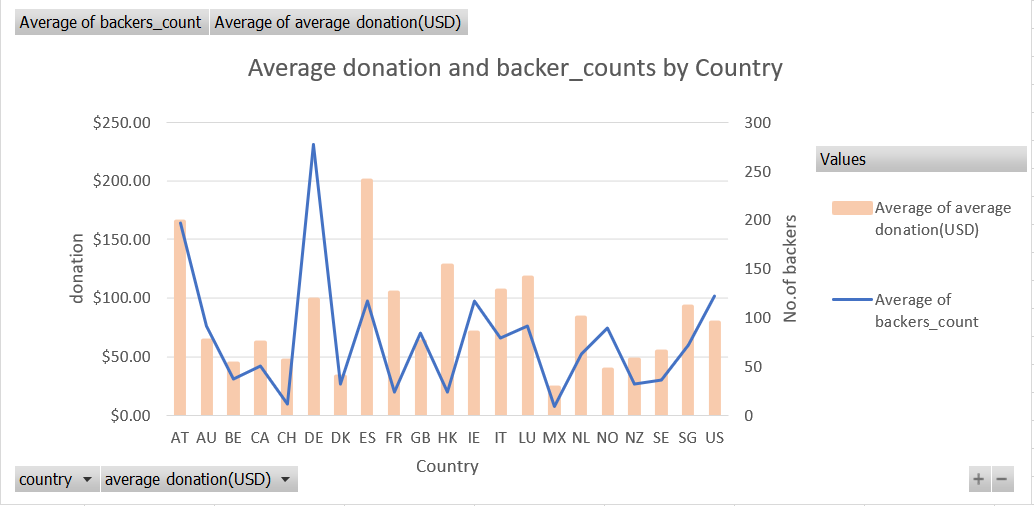 Average of backers_count Average of average donation(USD)
Average donation and backer_counts by Country
$250.00
$200.00
$150.00
$100.00
$50.00
$0.00
donation
300
250
200
150
100
50
0
No.of backers
AT AU BE CA CH DE DK ES FR GB HK IE IT LU MX NL NO NZ SE SG US
Country
Values
Average of average
donation(USD)
Average of
backers_count
country average donation(USD)
+ −